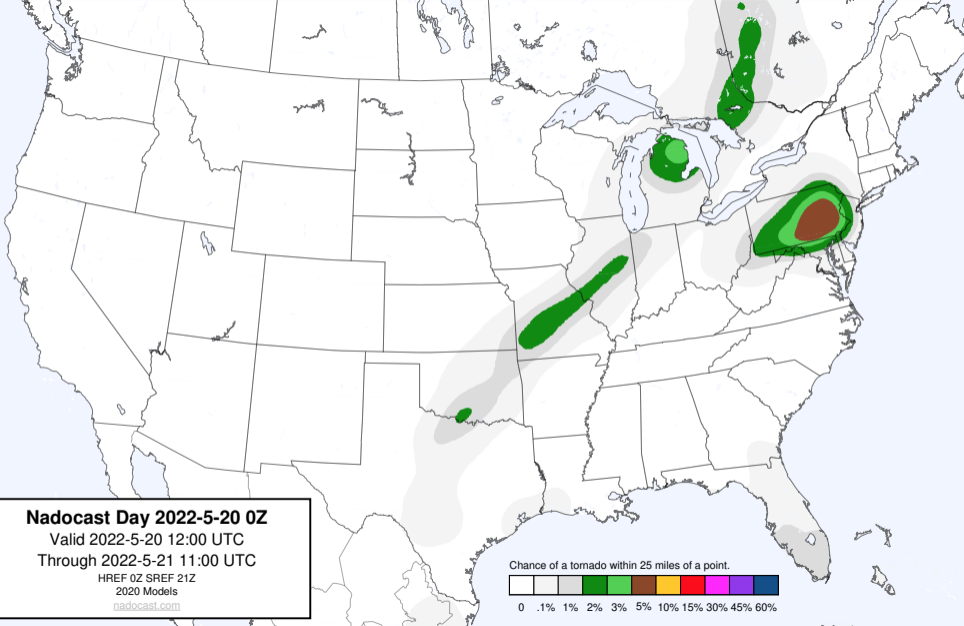 Nadocast Day 2022-5-20 0Z
Valid 2022-5-20 12:00 UTC
Through 2022-5-21 11:00 UTC
HREF 0Z SREF 21Z
2020 Models
nadocast.com
Chance of a tornado within 25 miles of a point.
0 .1% 1% 2% 3% 5% 10% 15% 30% 45% 60%